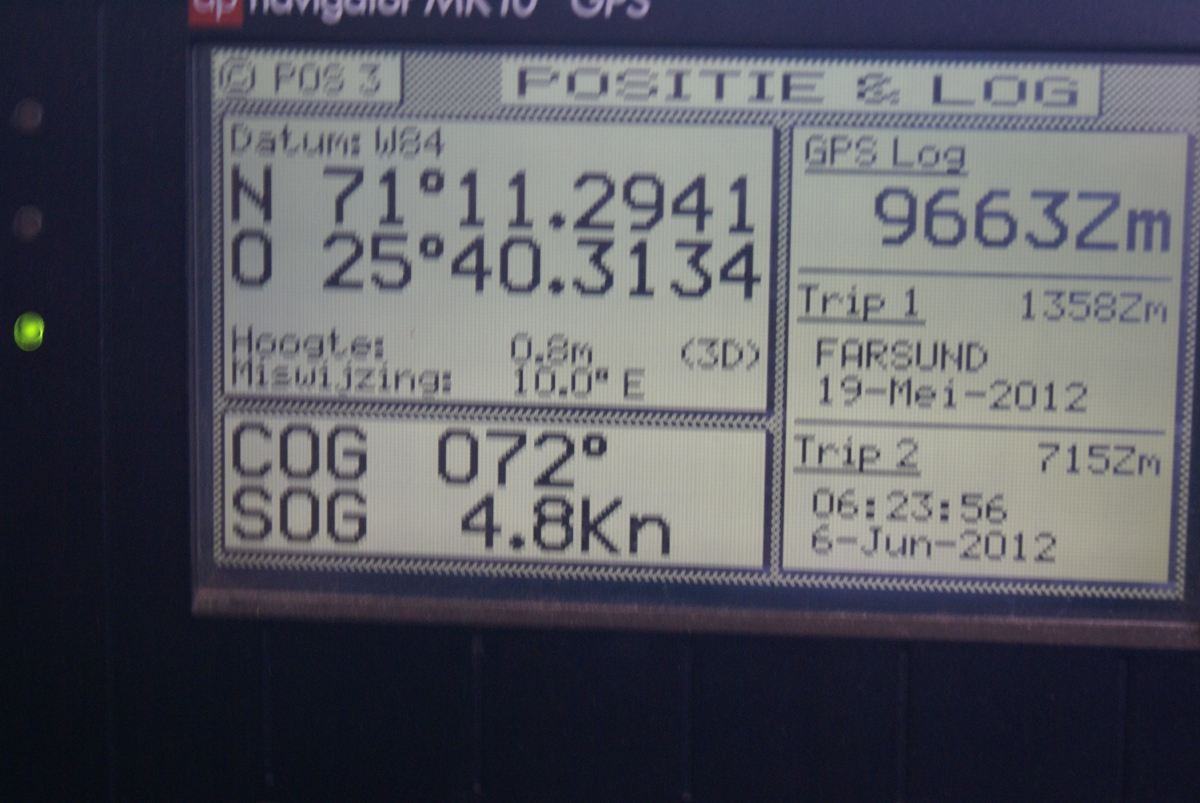 ap navigator MK10 GPS
© POS 3
POSITIE & LOG
Datum: W84
N 71°11.2941
O 25°40.3134
Hoogte: 0.8m (3D)
Miswijzing: 10.0° E
COG 072°
SOG 4.8Kn
GPS Log
9663Zm
Trip 1 1358Zm
FARSUND
19-Mei-2012
Trip 2 715Zm
06:23:56
6-Jun-2012